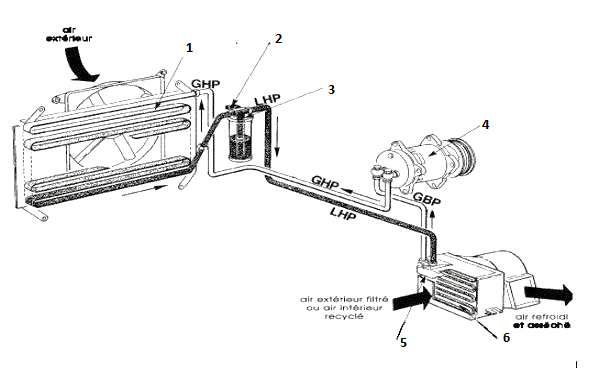 air
extérieur
1
2
GHP
LHP
3
4
GHP
GBP
LHP
air extérieur filtré
ou air intérieur
recyclé
air refroidi
et asséché
5
6